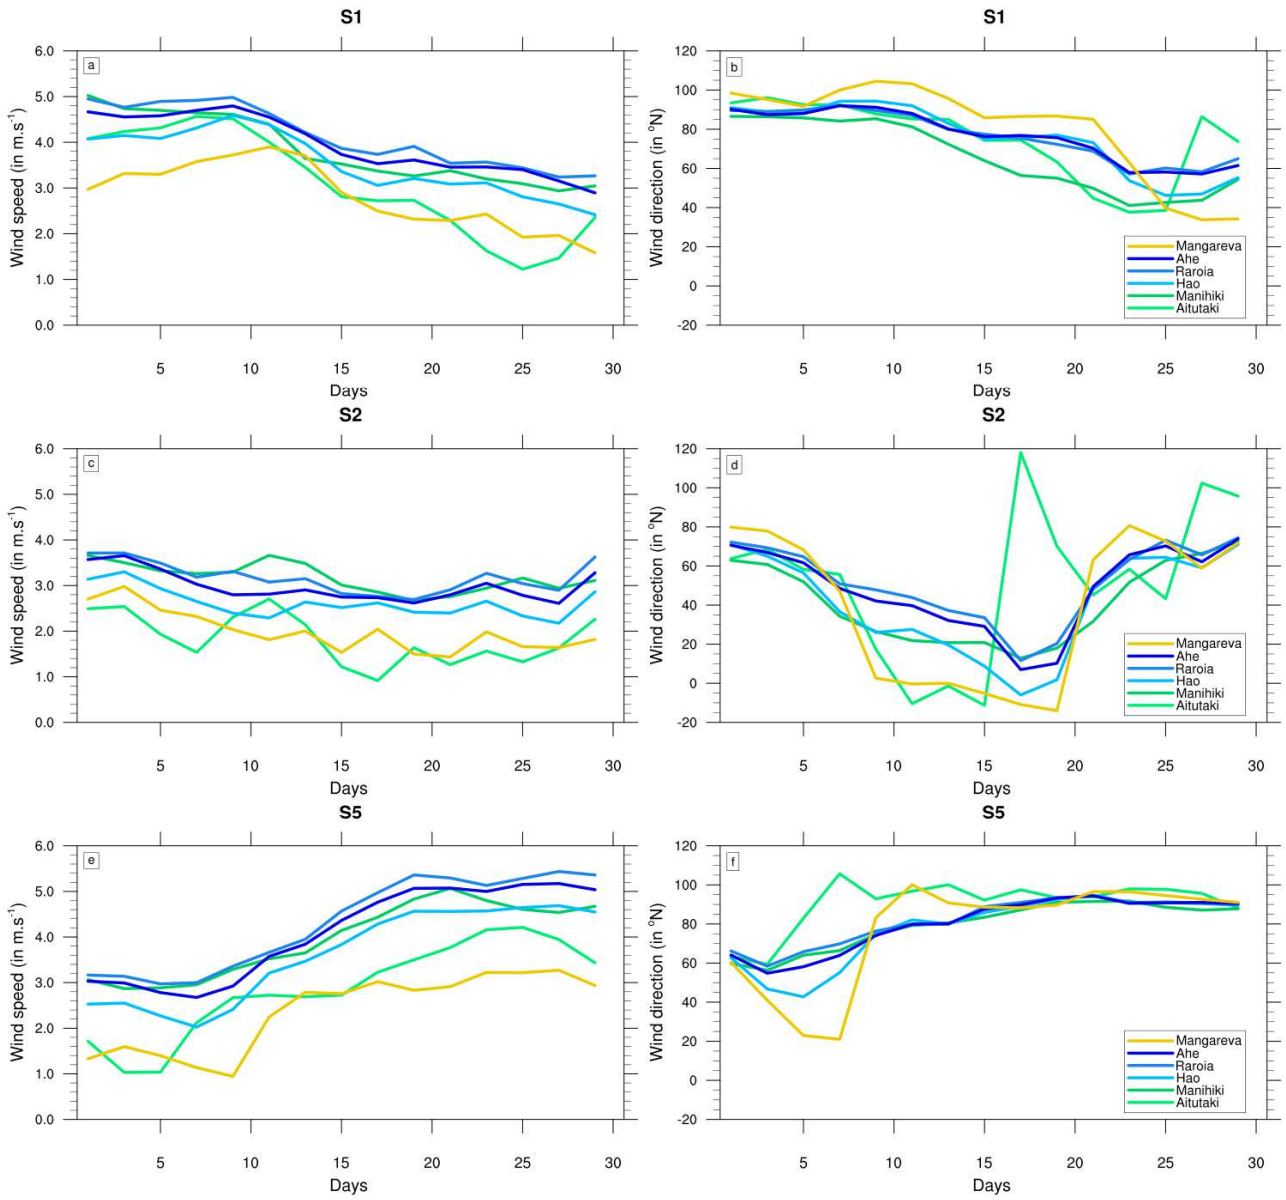 S1
a
Wind speed (in m.s-1)
6.0
5.0
4.0
3.0
2.0
1.0
0.0
5 10 15 20 25 30
Days
S1
b
Wind direction (in °N)
120
100
80
60
40
20
0
-20
Mangareva
Ahe
Raroia
Hao
Manihiki
Aitutaki
5 10 15 20 25 30
Days
S2
c
Wind speed (in m.s-1)
6.0
5.0
4.0
3.0
2.0
1.0
0.0
5 10 15 20 25 30
Days
S2
d
Wind direction (in °N)
120
100
80
60
40
20
0
-20
Mangareva
Ahe
Raroia
Hao
Manihiki
Aitutaki
5 10 15 20 25 30
Days
S5
e
Wind speed (in m.s-1)
6.0
5.0
4.0
3.0
2.0
1.0
0.0
5 10 15 20 25 30
Days
S5
f
Wind direction (in °N)
120
100
80
60
40
20
0
-20
Mangareva
Ahe
Raroia
Hao
Manihiki
Aitutaki
5 10 15 20 25 30
Days